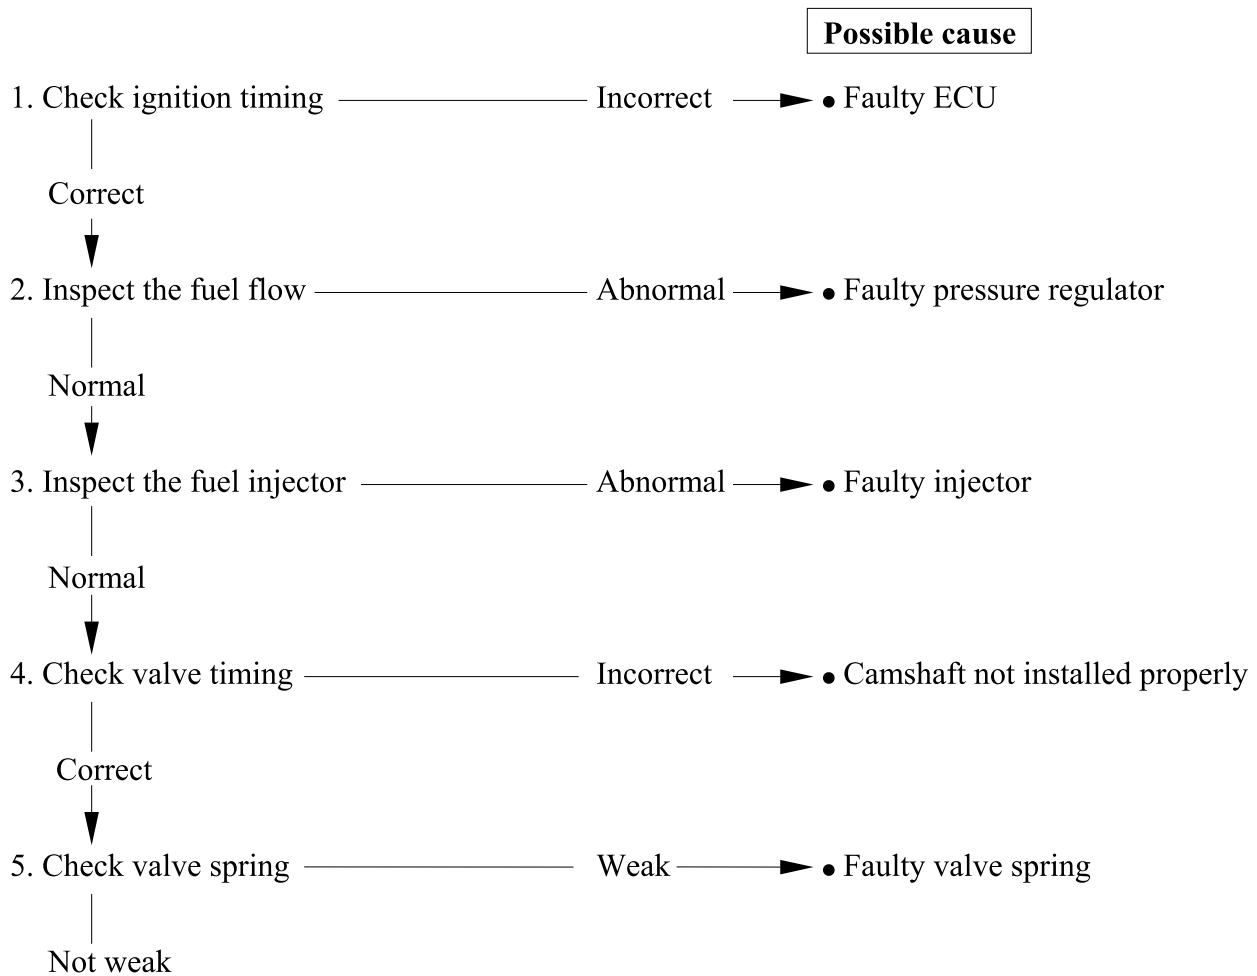 Possible cause
1. Check ignition timing Incorrect • Faulty ECU
Correct
2. Inspect the fuel flow Abnormal • Faulty pressure regulator
Normal
3. Inspect the fuel injector Abnormal • Faulty injector
Normal
4. Check valve timing Incorrect • Camshaft not installed properly
Correct
5. Check valve spring Weak • Faulty valve spring
Not weak